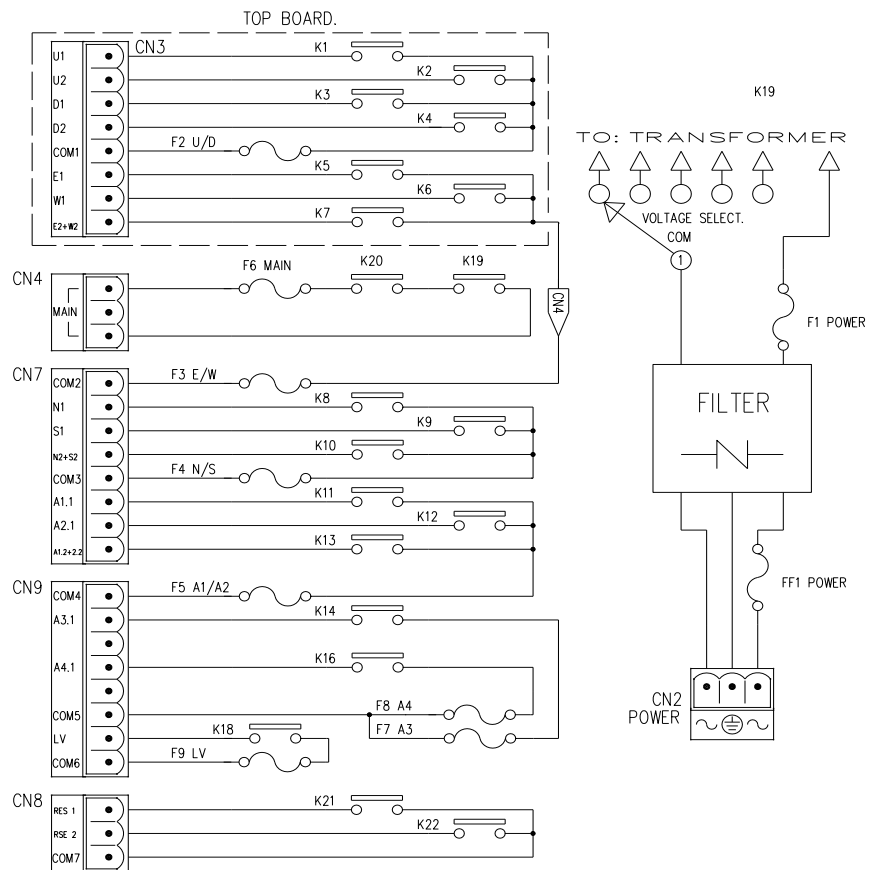 TOP BOARD.
CN3
U1
K1
U2
K2
D1
K3
D2
K4
COM1
F2 U/D
E1
K5
W1
K6
E2+W2
K7
CN4
MAIN
F6 MAIN
K20
K19
CN4
CN7
COM2
F3 E/W
N1
K8
S1
K9
N2+S2
K10
COM3
F4 N/S
A1.1
K11
A2.1
K12
A1.2+2.2
K13
CN9
COM4
F5 A1/A2
A3.1
K14
A4.1
K16
COM5
F8 A4
F7 A3
LV
K18
COM6
F9 LV
CN8
RES 1
K21
RSE 2
K22
COM7
K19
TO: TRANSFORMER
VOLTAGE SELECT.
COM
1
F1 POWER
FILTER
FF1 POWER
CN2
POWER